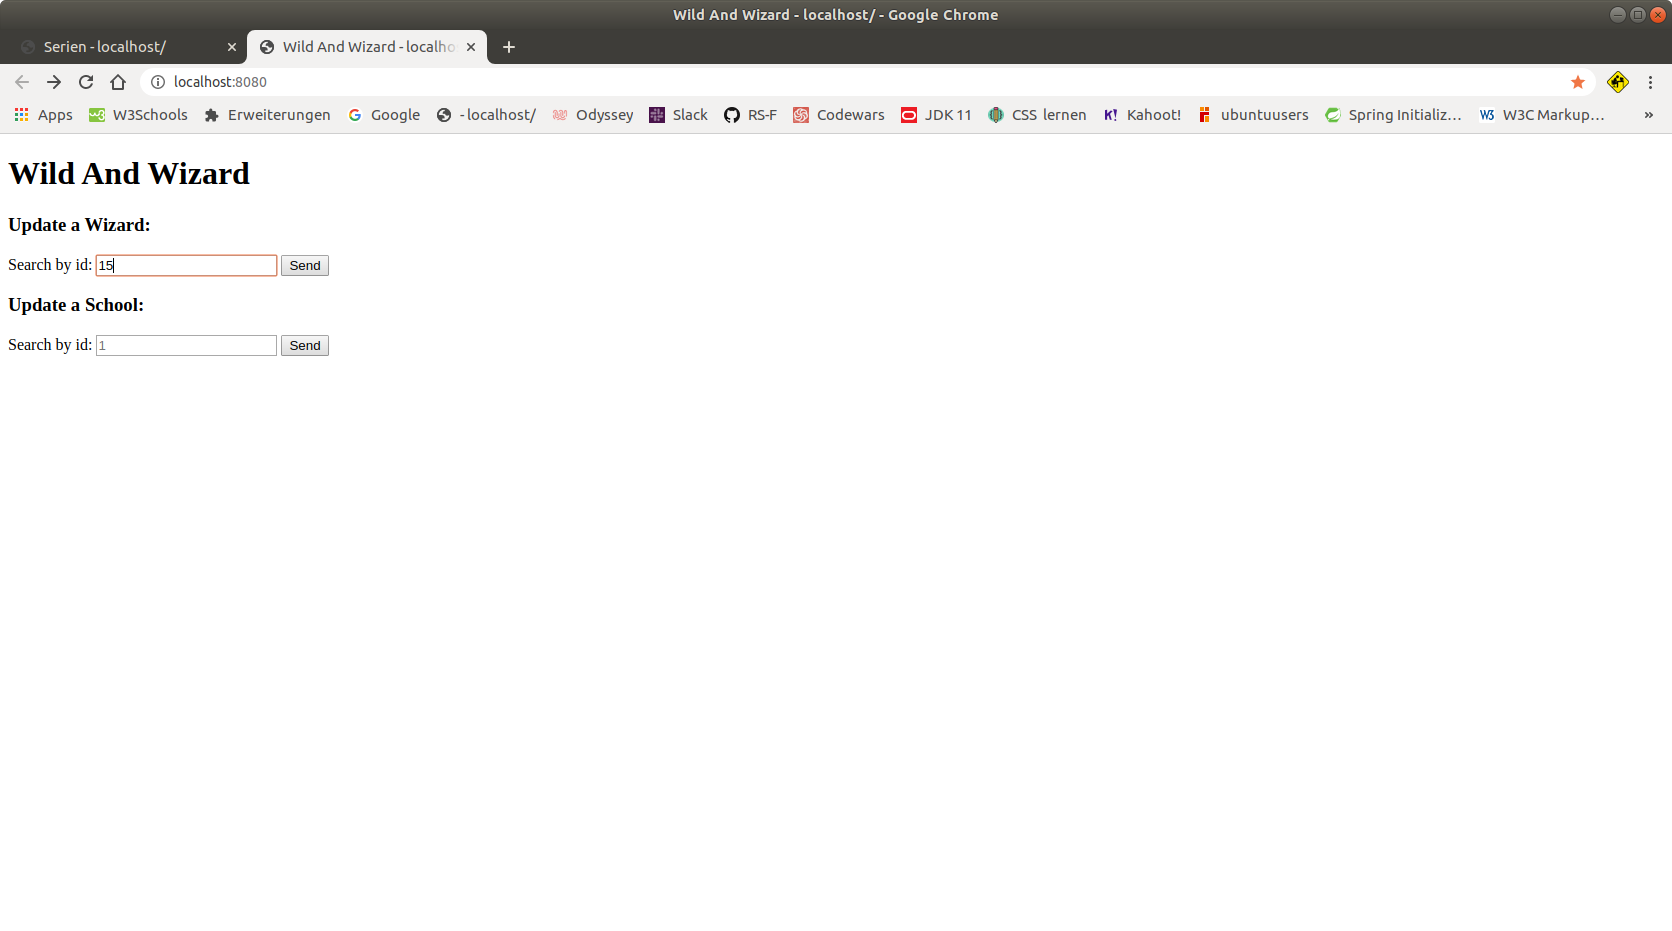 Wild And Wizard - localhost/ - Google Chrome
Serien - localhost/
Wild And Wizard - localho
localhost:8080
Apps W3Schools Erweiterungen Google - localhost/ Odyssey Slack RS-F Codewars JDK 11 CSS lernen Kahoot! ubuntuusers Spring Initializ... W3C Markup... »
Wild And Wizard
Update a Wizard:
Search by id: 15 Send
Update a School:
Search by id: 1 Send